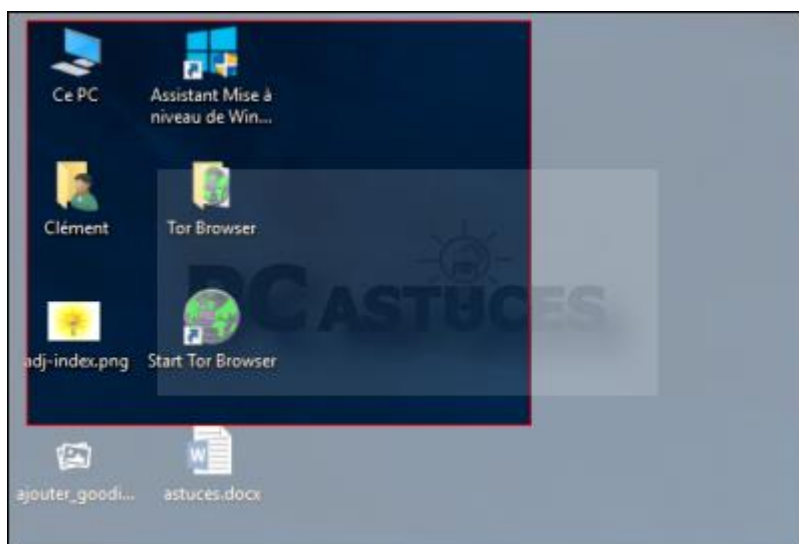 Ce PC
Assistant Mise à
niveau de Win...
Clément
Tor Browser
PC ASTUCES
adj-index.png
Start Tor Browser
ajouter_goodi...
astuces.docx